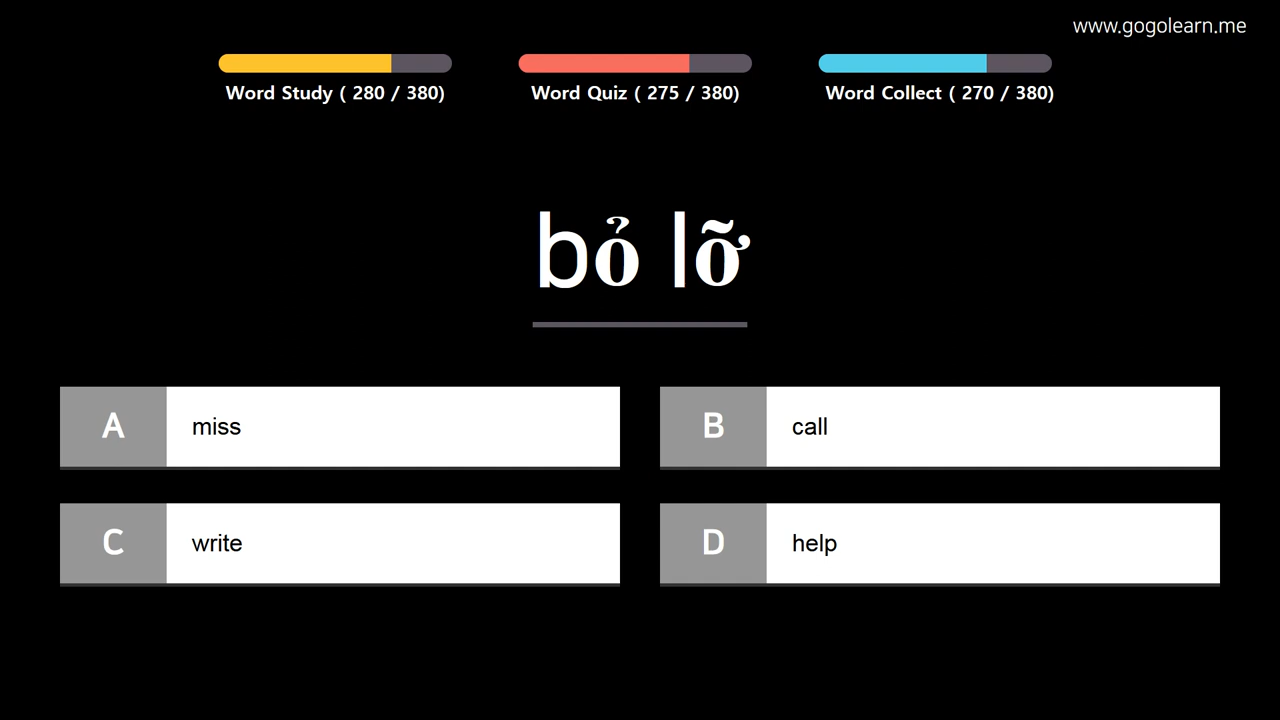 www.gogolearn.me
Word Study ( 280 / 380)
Word Quiz ( 275 / 380)
Word Collect ( 270 / 380)
bỏ lỡ
A miss
B call
C write
D help